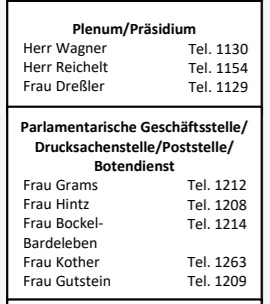 Plenum/Präsidium
Herr Wagner Tel. 1130
Herr Reichelt Tel. 1154
Frau Dreßler Tel. 1129
Parlamentarische Geschäftsstelle/
Drucksachenstelle/Poststelle/
Botendienst
Frau Grams Tel. 1212
Frau Hintz Tel. 1208
Frau Bockel- Tel. 1214
Bardeleben
Frau Kother Tel. 1263
Frau Gutstein Tel. 1209